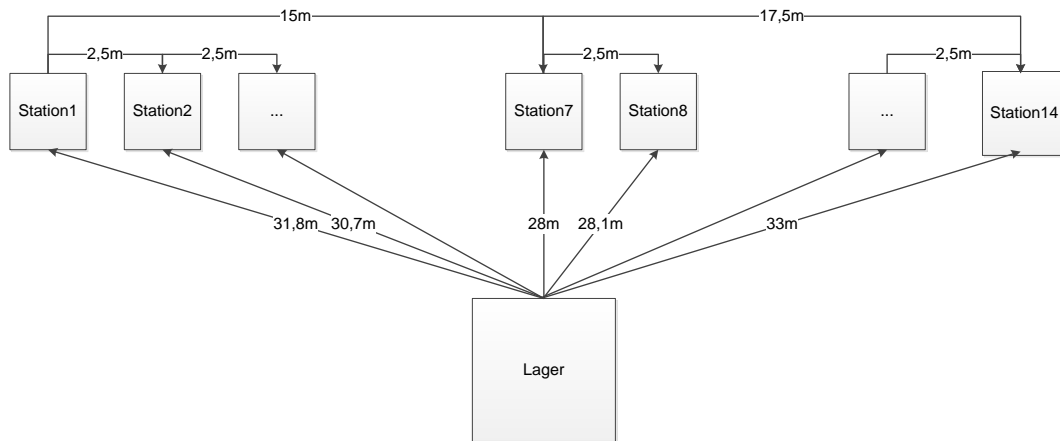 15m
17,5m
2,5m
2,5m
2,5m
2,5m
Station1
Station2
...
Station7
Station8
...
Station14
31,8m
30,7m
28m
28,1m
33m
Lager